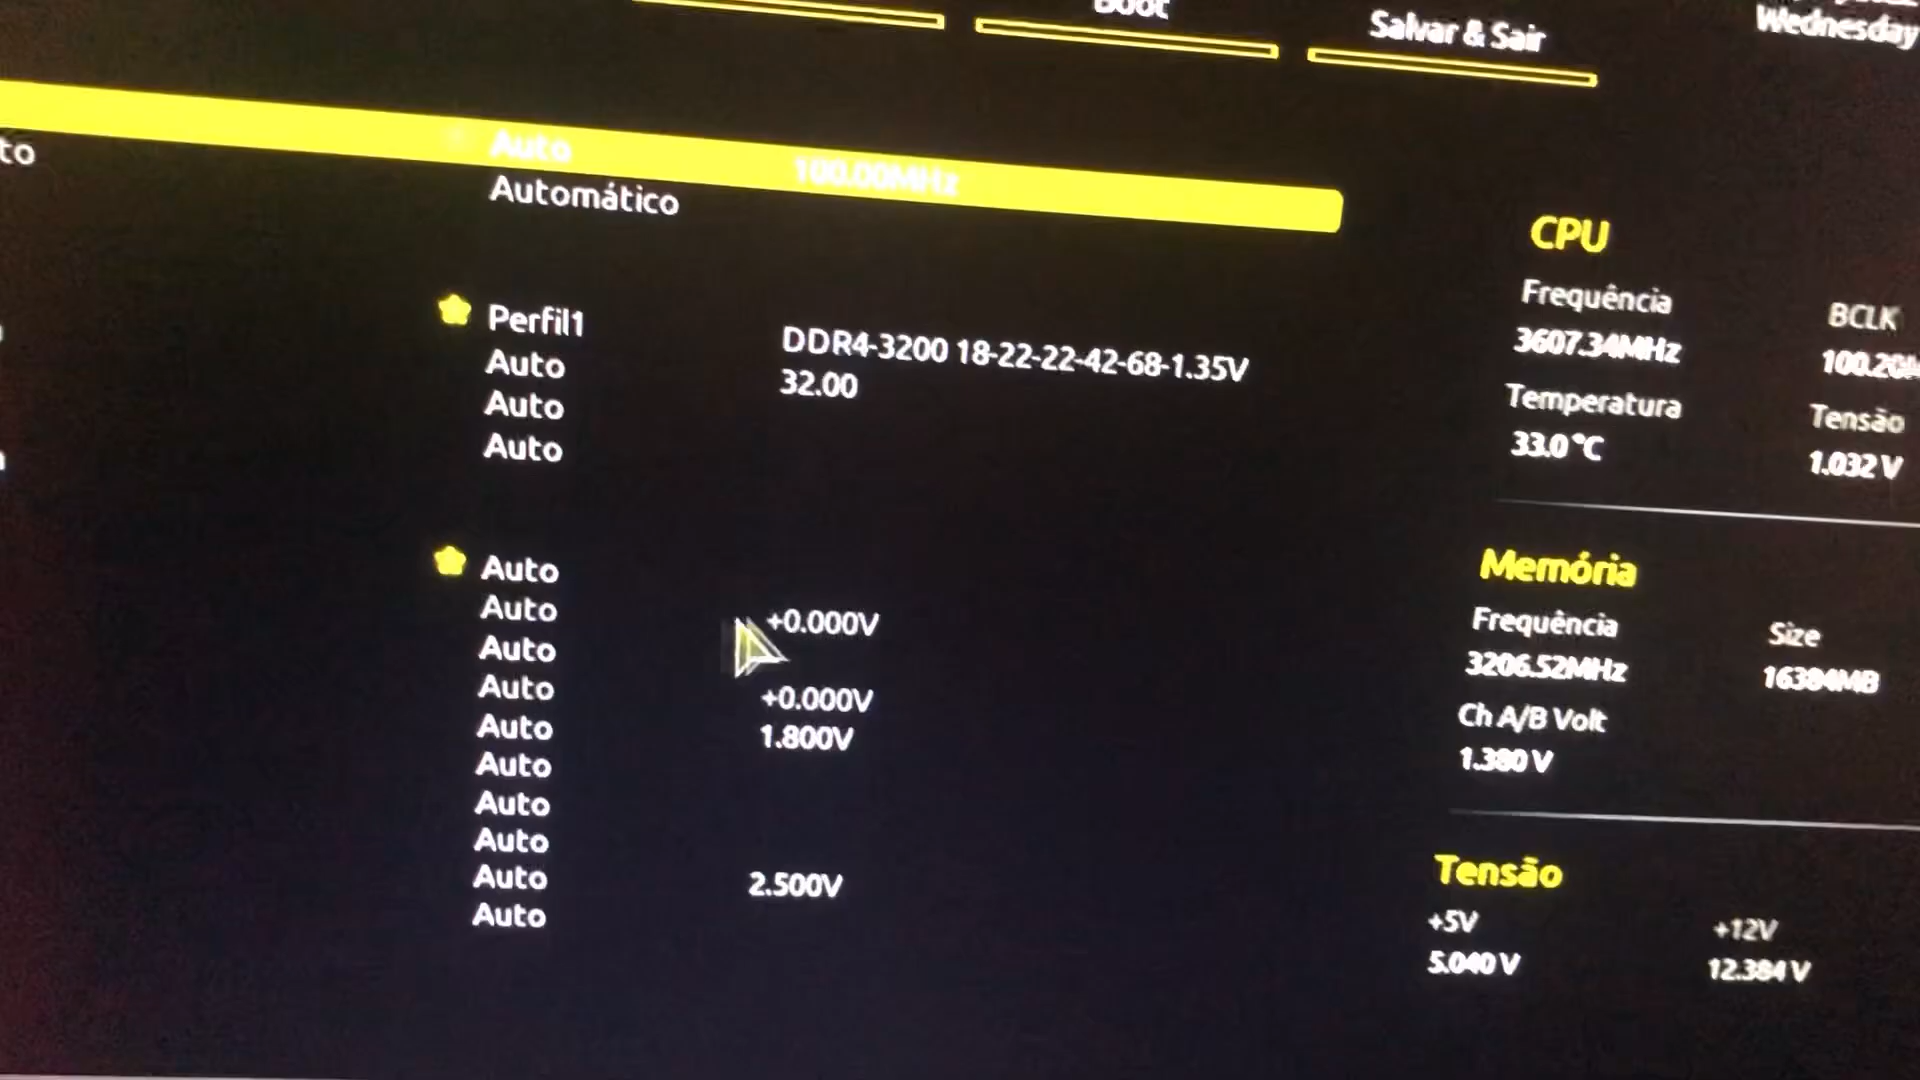 Boot
Salvar & Sair
Wednesday
to
Auto
100.00MHz
Automático
Perfil1
DDR4-3200 18-22-22-42-68-1.35V
Auto
32.00
Auto
Auto
Auto
Auto
+0.000V
Auto
Auto
+0.000V
Auto
1.800V
Auto
Auto
Auto
Auto
2.500V
Auto
CPU
Frequência
BCLK
3607.34MHz
Temperatura
Tensão
33.0 °C
1.032 V
Memória
Frequência
Size
3206.52MHz
16384MB
Ch A/B Volt
1.380 V
Tensão
+5V
+12V
5.040 V
12.384 V